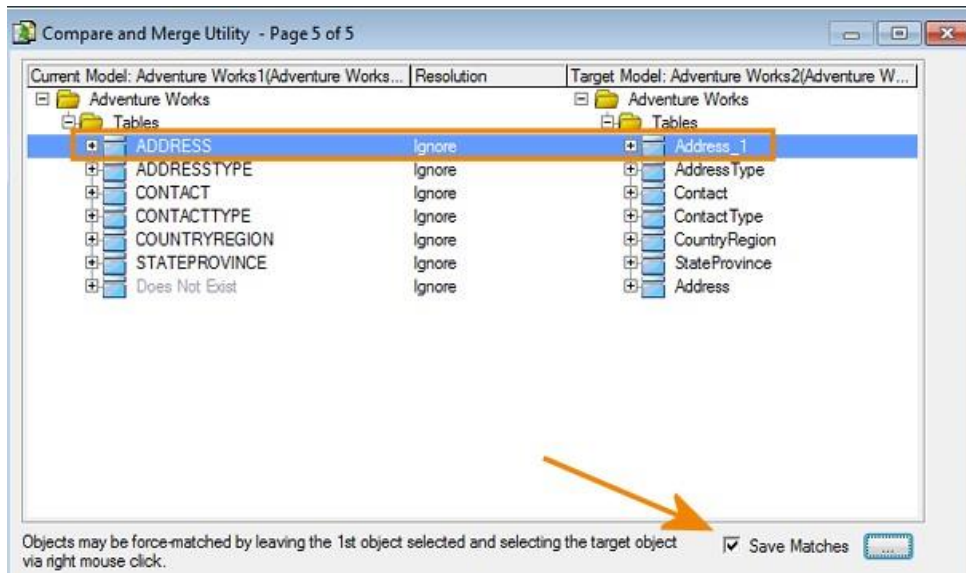 Compare and Merge Utility - Page 5 of 5
Current Model: Adventure Works1(Adventure Works... Resolution Target Model: Adventure Works2(Adventure W...
Adventure Works Adventure Works
Tables Tables
ADDRESS Ignore Address_1
ADDRESSTYPE Ignore AddressType
CONTACT Ignore Contact
CONTACTTYPE Ignore ContactType
COUNTRYREGION Ignore CountryRegion
STATEPROVINCE Ignore StateProvince
Does Not Exist Ignore Address
Objects may be force-matched by leaving the 1st object selected and selecting the target object
via right mouse click.
Save Matches ...